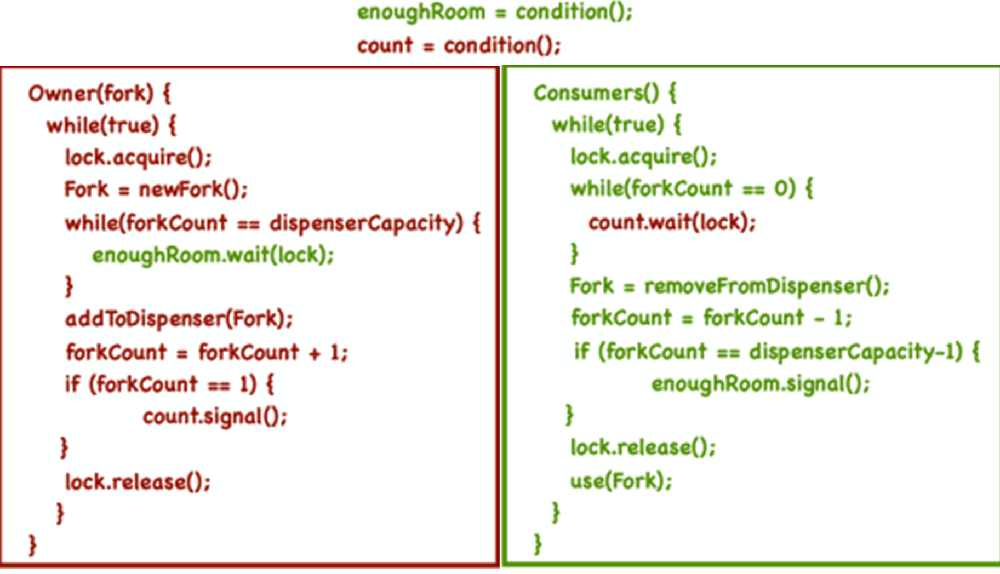 enoughRoom = condition();
count = condition();
Owner(fork) {
while(true) {
lock.acquire();
Fork = newFork();
while(forkCount == dispenserCapacity) {
enoughRoom.wait(lock);
}
addToDispenser(Fork);
forkCount = forkCount + 1;
if (forkCount == 1) {
count.signal();
}
lock.release();
}
}
Consumers() {
while(true) {
lock.acquire();
while(forkCount == 0) {
count.wait(lock);
}
Fork = removeFromDispenser();
forkCount = forkCount - 1;
if (forkCount == dispenserCapacity-1) {
enoughRoom.signal();
}
lock.release();
use(Fork);
}
}